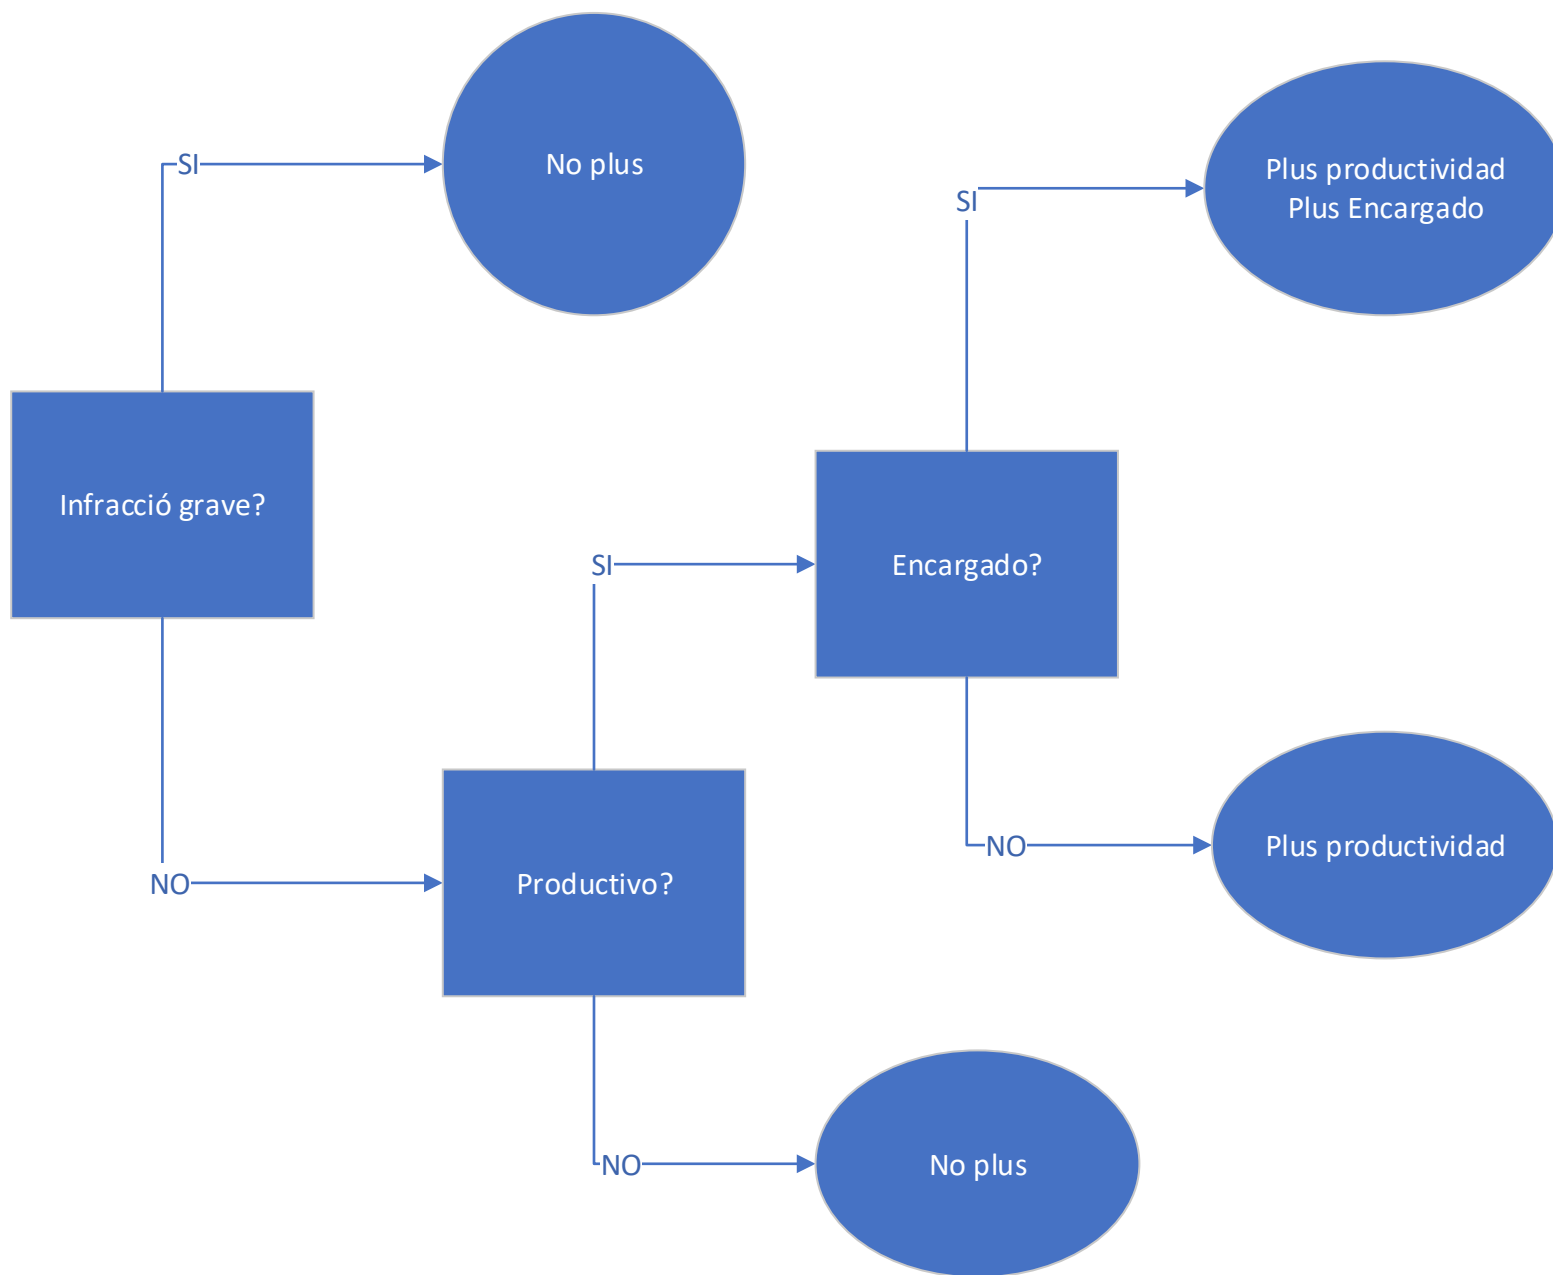 No plus
SI
Plus productividad
Plus Encargado
SI
Infracció grave?
SI
Encargado?
NO
Plus productividad
NO
Productivo?
NO
No plus